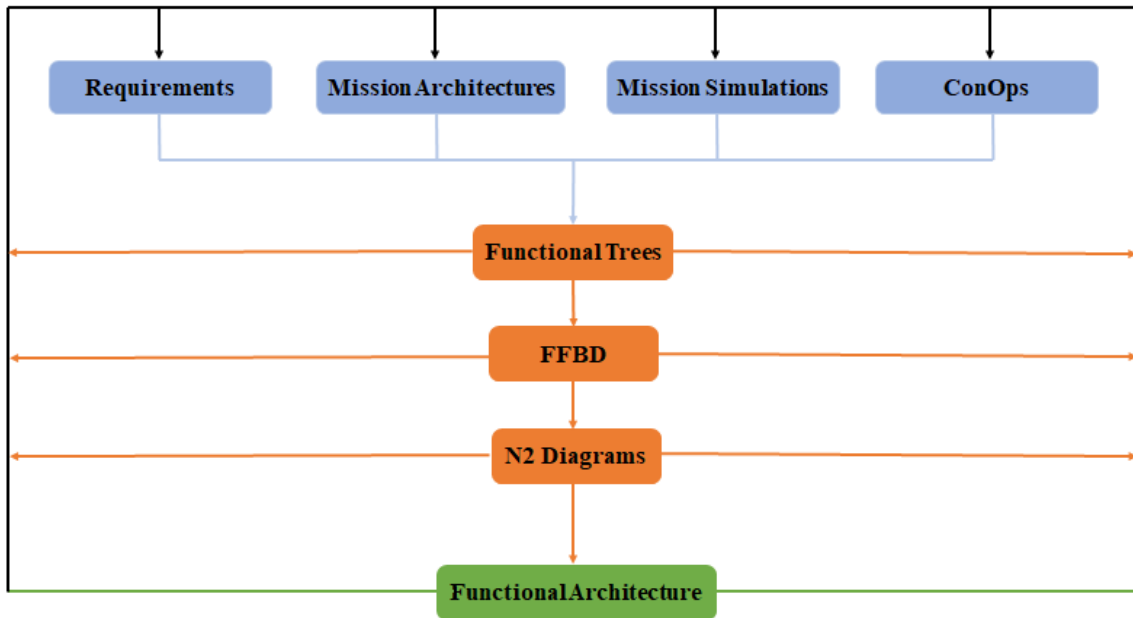 Requirements
Mission Architectures
Mission Simulations
ConOps
Functional Trees
FFBD
N2 Diagrams
Functional Architecture